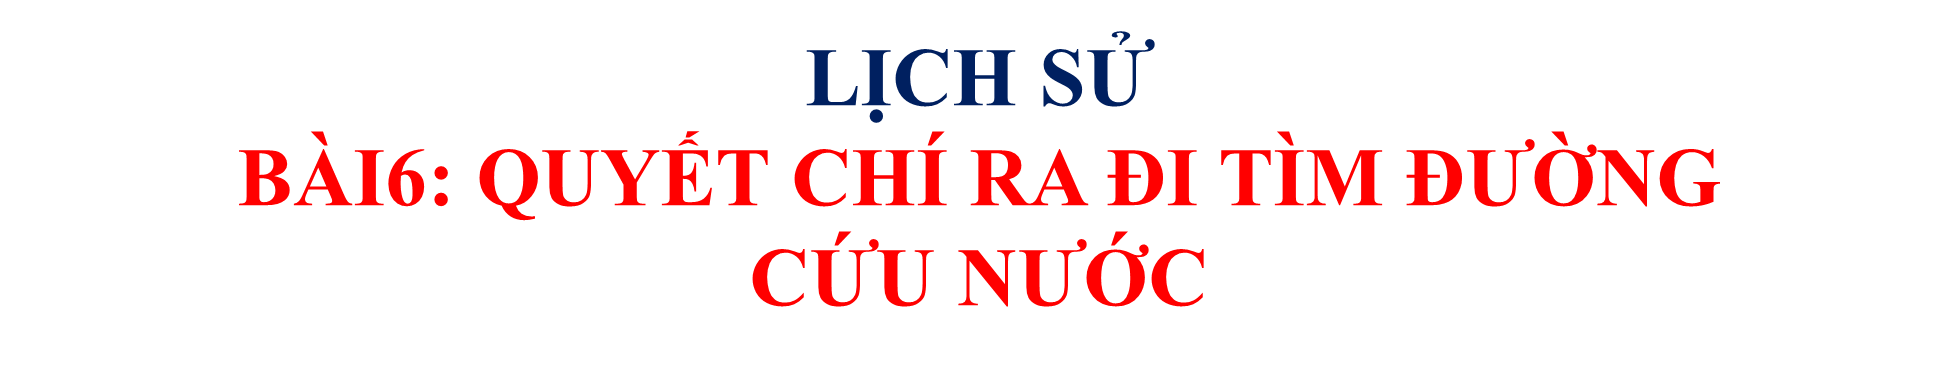 LỊCH SỬ
BÀI6: QUYẾT CHÍ RA ĐI TÌM ĐƯỜNG
CỨU NƯỚC